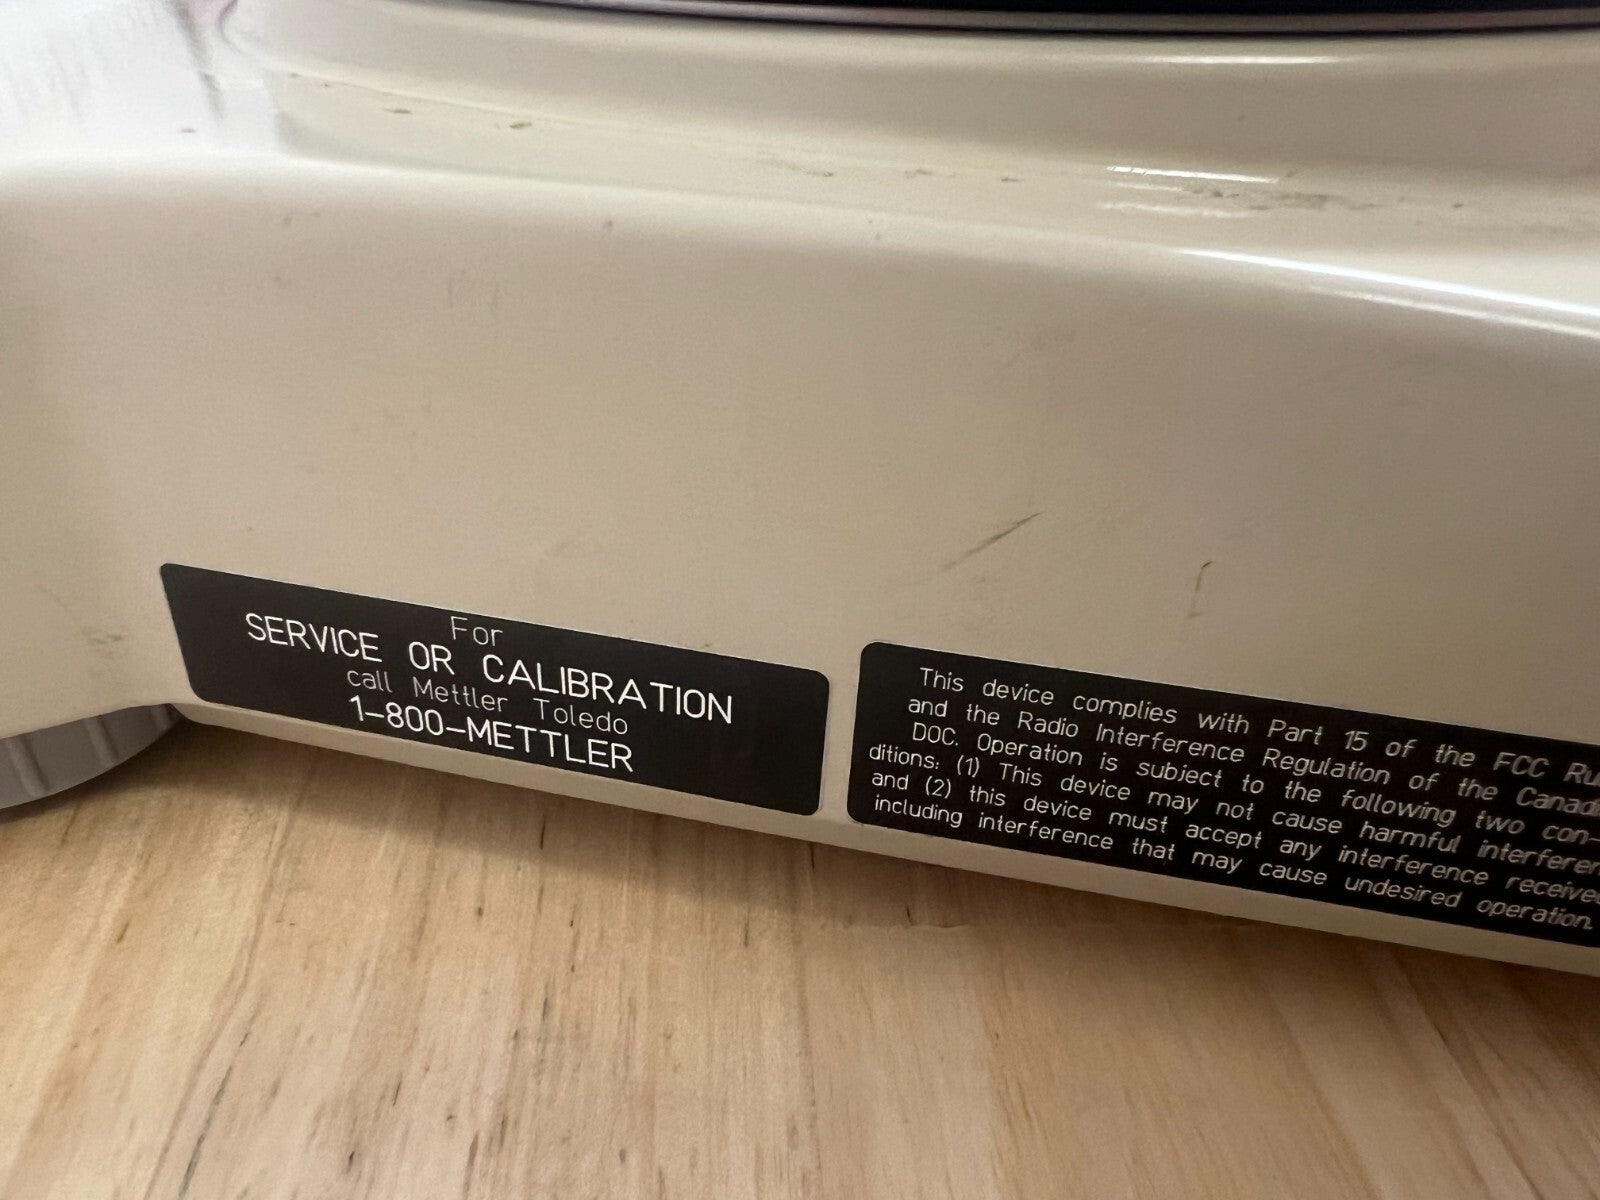 For
SERVICE OR CALIBRATION
call Mettler Toledo
1-800-METTLER
This device complies with Part 15 of the FCC
and the Radio Interference Regulation of the
DOC. Operation is subject to the following two con-
ditions: (1) This device may not cause harmful
and (2) this device must accept any interference
including interference that may cause undesired operation.